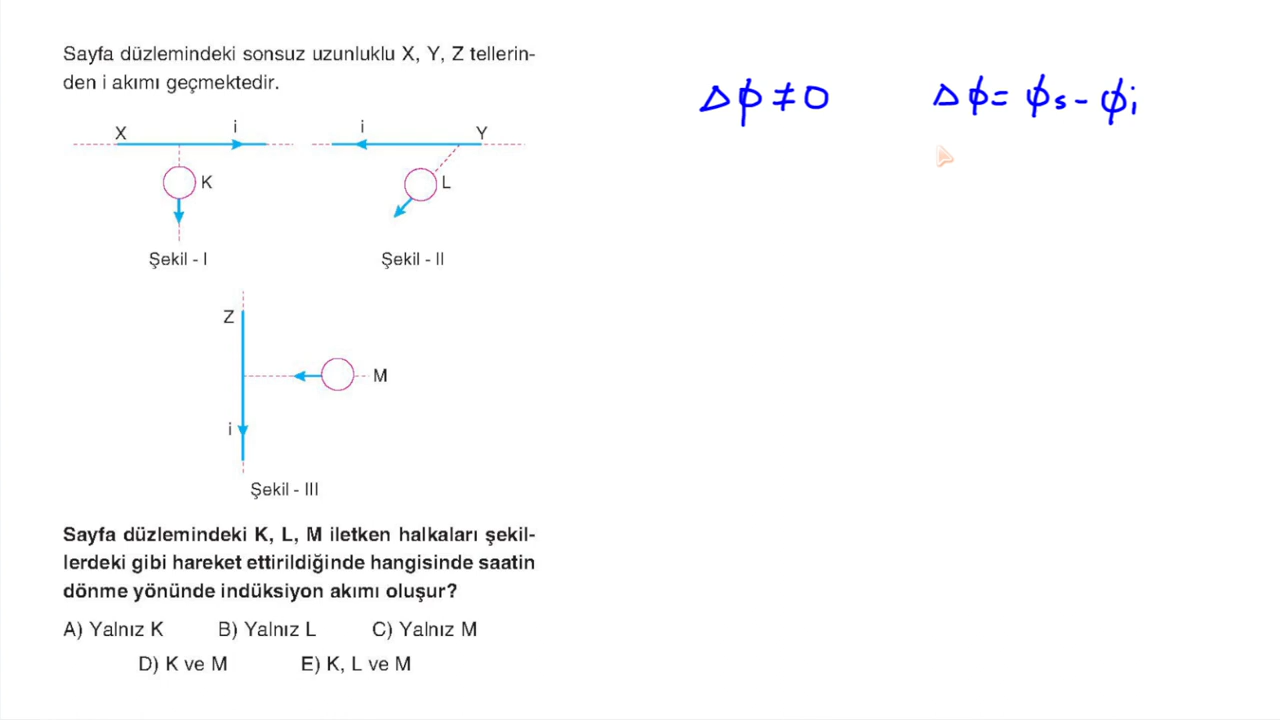 Sayfa düzlemindeki sonsuz uzunluklu X, Y, Z tellerin-
den i akımı geçmektedir.
Δϕ ≠ 0
Δϕ = ϕs - ϕi
X i
i Y
K
L
Şekil - I
Şekil - II
Z
M
i
Şekil - III
Sayfa düzlemindeki K, L, M iletken halkaları şekil-
lerdeki gibi hareket ettirildiğinde hangisinde saatin
dönme yönünde indüksiyon akımı oluşur?
A) Yalnız K B) Yalnız L C) Yalnız M
D) K ve M E) K, L ve M